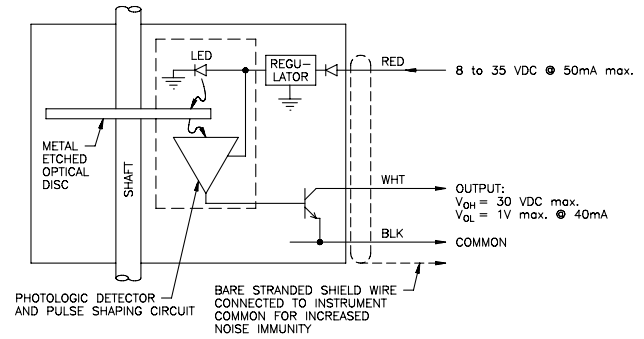 LED
REGU-
LATOR
RED
8 to 35 VDC @ 50mA max.
METAL
ETCHED
OPTICAL
DISC
SHAFT
WHT
OUTPUT:
VOH = 30 VDC max.
VOL = 1V max. @ 40mA
BLK
COMMON
PHOTOLOGIC DETECTOR
AND PULSE SHAPING CIRCUIT
BARE STRANDED SHIELD WIRE
CONNECTED TO INSTRUMENT
COMMON FOR INCREASED
NOISE IMMUNITY